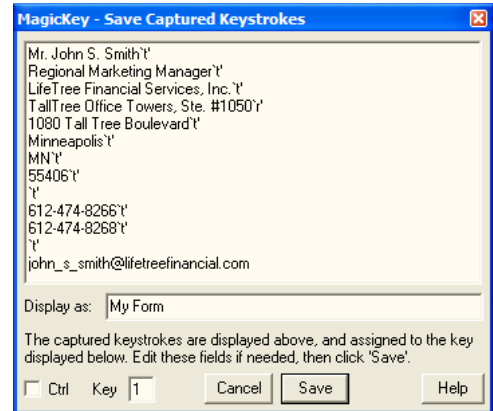 MagicKey - Save Captured Keystrokes
Mr. John S. Smith`t'
Regional Marketing Manager`t'
LifeTree Financial Services, Inc.`t'
TallTree Office Towers, Ste. #1050`r'
1080 Tall Tree Boulevard`t'
Minneapolis`t'
MN`t'
55406`t'
`t'
612-474-8266`t'
612-474-8268`t'
`t'
john_s_smith@lifetreefinancial.com
Display as: My Form
The captured keystrokes are displayed above, and assigned to the key
displayed below. Edit these fields if needed, then click 'Save'.
Ctrl Key 1 Cancel Save Help